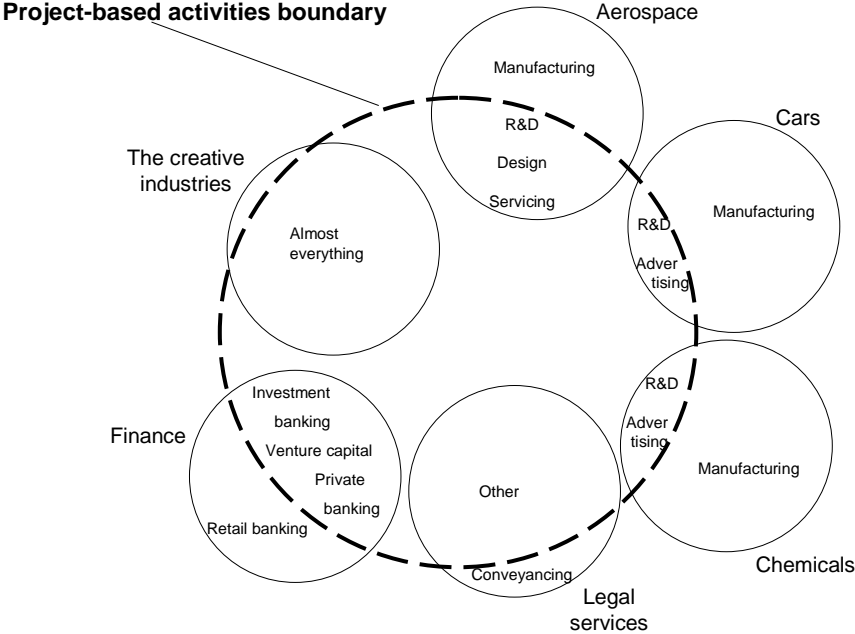 Project-based activities boundary
Aerospace
Manufacturing
R&D
Design
Servicing
Cars
R&D
Manufacturing
Adver
tising
The creative
industries
Almost
everything
R&D
Adver
tising
Manufacturing
Chemicals
Finance
Investment
banking
Venture capital
Private
banking
Retail banking
Other
Conveyancing
Legal
services